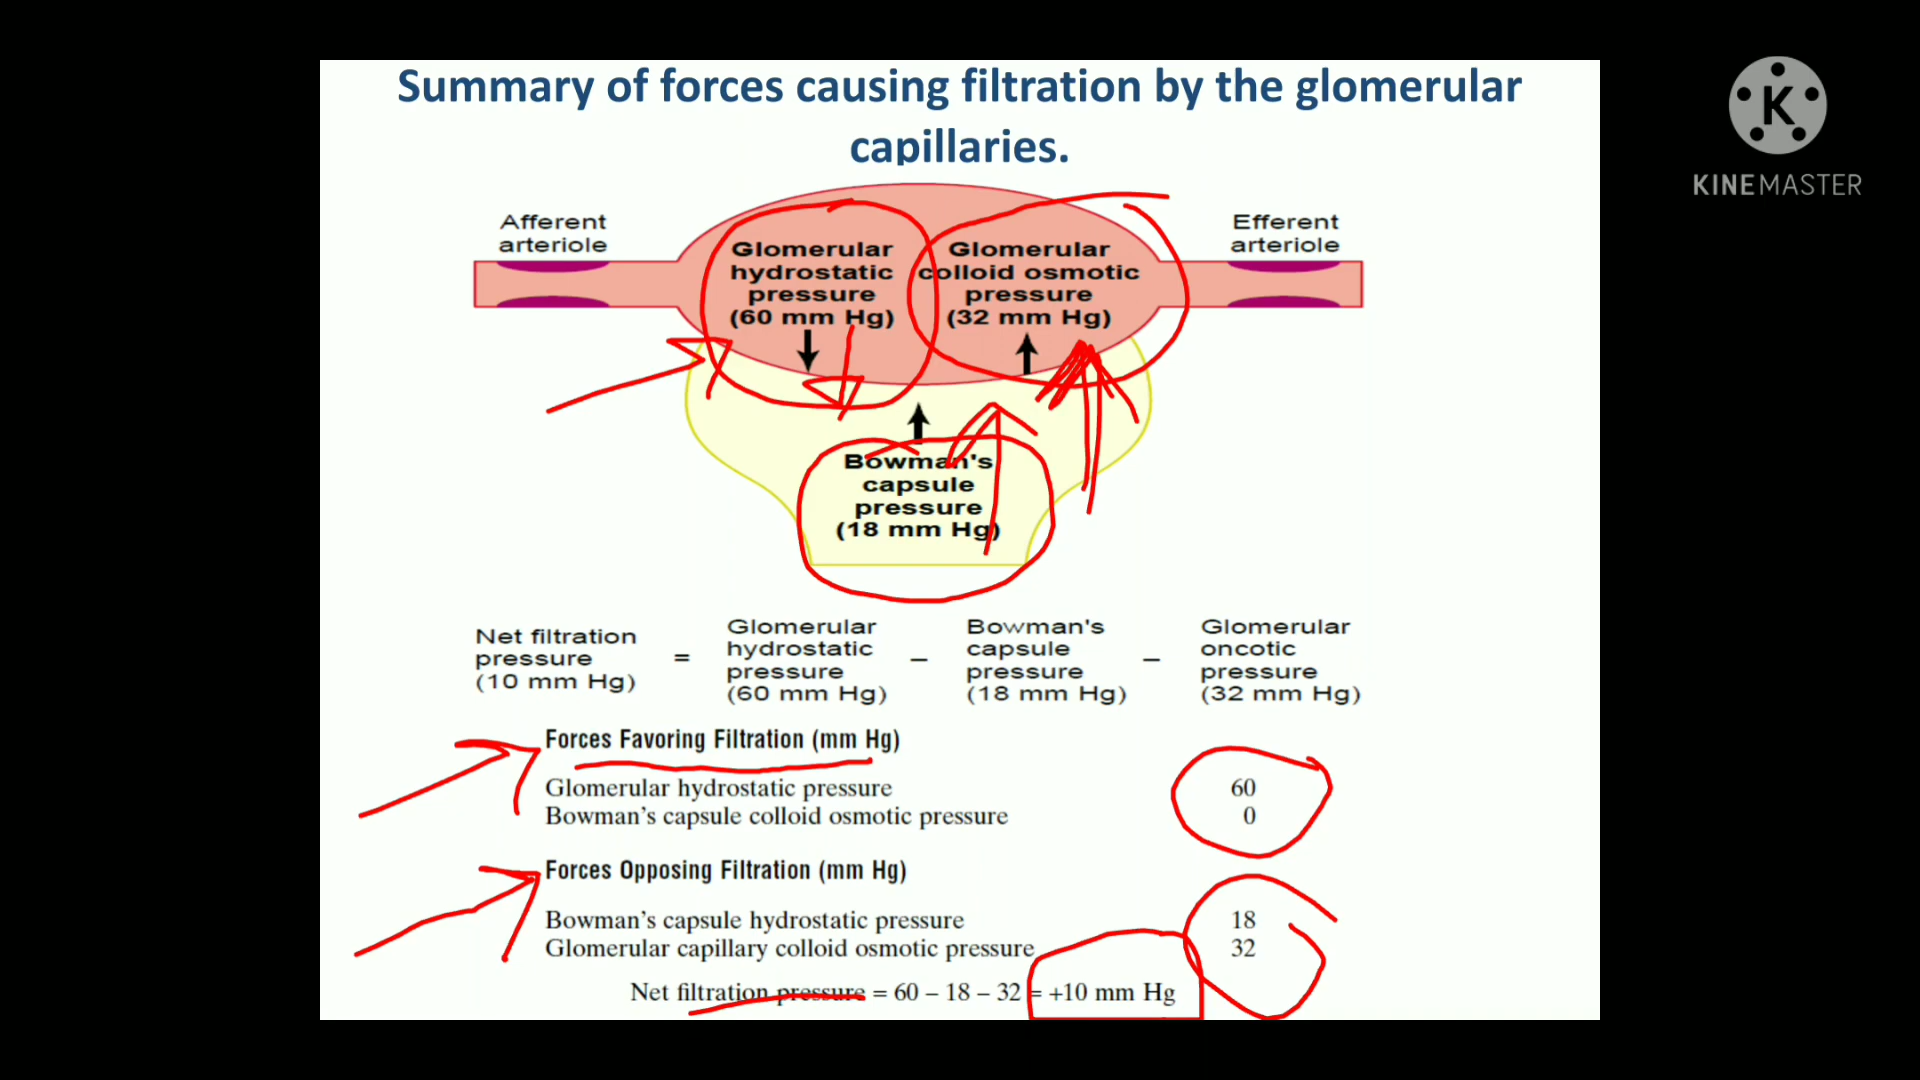 Summary of forces causing filtration by the glomerular
capillaries.
KINEMASTER
Afferent
arteriole
Efferent
arteriole
Glomerular
hydrostatic
pressure
(60 mm Hg)
Glomerular
colloid osmotic
pressure
(32 mm Hg)
Bowman's
capsule
pressure
(18 mm Hg)
Net filtration
pressure
(10 mm Hg)
=
Glomerular
hydrostatic
pressure
(60 mm Hg)
–
Bowman's
capsule
pressure
(18 mm Hg)
–
Glomerular
oncotic
pressure
(32 mm Hg)
Forces Favoring Filtration (mm Hg)
Glomerular hydrostatic pressure 60
Bowman’s capsule colloid osmotic pressure 0
Forces Opposing Filtration (mm Hg)
Bowman’s capsule hydrostatic pressure 18
Glomerular capillary colloid osmotic pressure 32
Net filtration pressure = 60 – 18 – 32 = +10 mm Hg